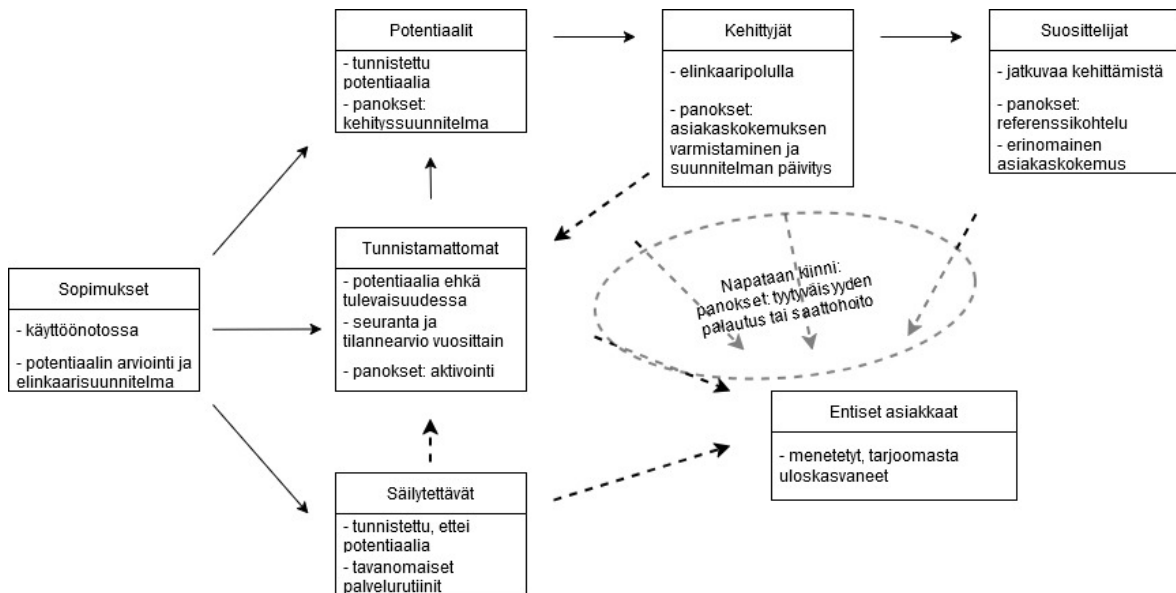 Potentiaalit
- tunnistettu
potentiaalia
- panokset:
kehityssuunnitelma
Kehittyjät
- elinkaaripolulla
- panokset:
asiakaskokemuksen
varmistaminen ja
suunnitelman päivitys
Suosittelijat
- jatkuvaa kehittämistä
- panokset:
referenssikohtelu
- erinomainen
asiakaskokemus
Sopimukset
- käyttöönotossa
- potentiaalin arviointi ja
elinkaarisuunnitelma
Tunnistamattomat
- potentiaalia ehkä
tulevaisuudessa
- seuranta ja
tilannearvio vuosittain
- panokset: aktivointi
Napataan kiinni:
panokset: tyytyväisyyden
palautus tai saattohoito
Entiset asiakkaat
- menetetyt, tarjoomasta
uloskasvaneet
Säilytettävät
- tunnistettu, ettei
potentiaalia
- tavanomaiset
palvelurutiinit